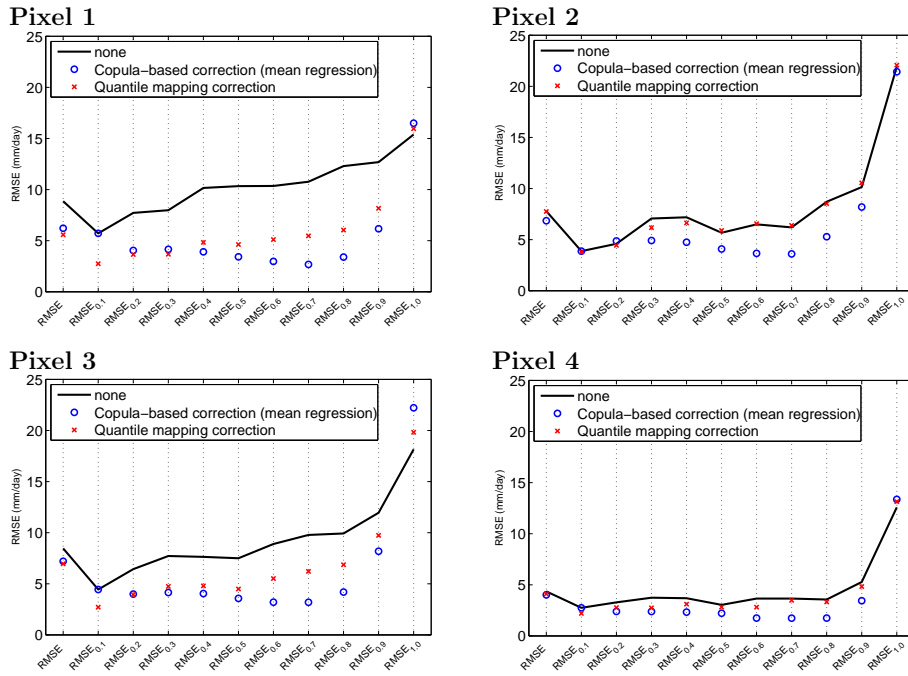 Pixel 1
none
Copula−based correction (mean regression)
Quantile mapping correction
25
20
15
10
5
0
RMSE (mm/day)
RMSE
RMSE0.1
RMSE0.2
RMSE0.3
RMSE0.4
RMSE0.5
RMSE0.6
RMSE0.7
RMSE0.8
RMSE0.9
RMSE1.0
Pixel 2
none
Copula−based correction (mean regression)
Quantile mapping correction
25
20
15
10
5
0
RMSE (mm/day)
RMSE
RMSE0.1
RMSE0.2
RMSE0.3
RMSE0.4
RMSE0.5
RMSE0.6
RMSE0.7
RMSE0.8
RMSE0.9
RMSE1.0
Pixel 3
none
Copula−based correction (mean regression)
Quantile mapping correction
25
20
15
10
5
0
RMSE (mm/day)
RMSE
RMSE0.1
RMSE0.2
RMSE0.3
RMSE0.4
RMSE0.5
RMSE0.6
RMSE0.7
RMSE0.8
RMSE0.9
RMSE1.0
Pixel 4
none
Copula−based correction (mean regression)
Quantile mapping correction
25
20
15
10
5
0
RMSE (mm/day)
RMSE
RMSE0.1
RMSE0.2
RMSE0.3
RMSE0.4
RMSE0.5
RMSE0.6
RMSE0.7
RMSE0.8
RMSE0.9
RMSE1.0